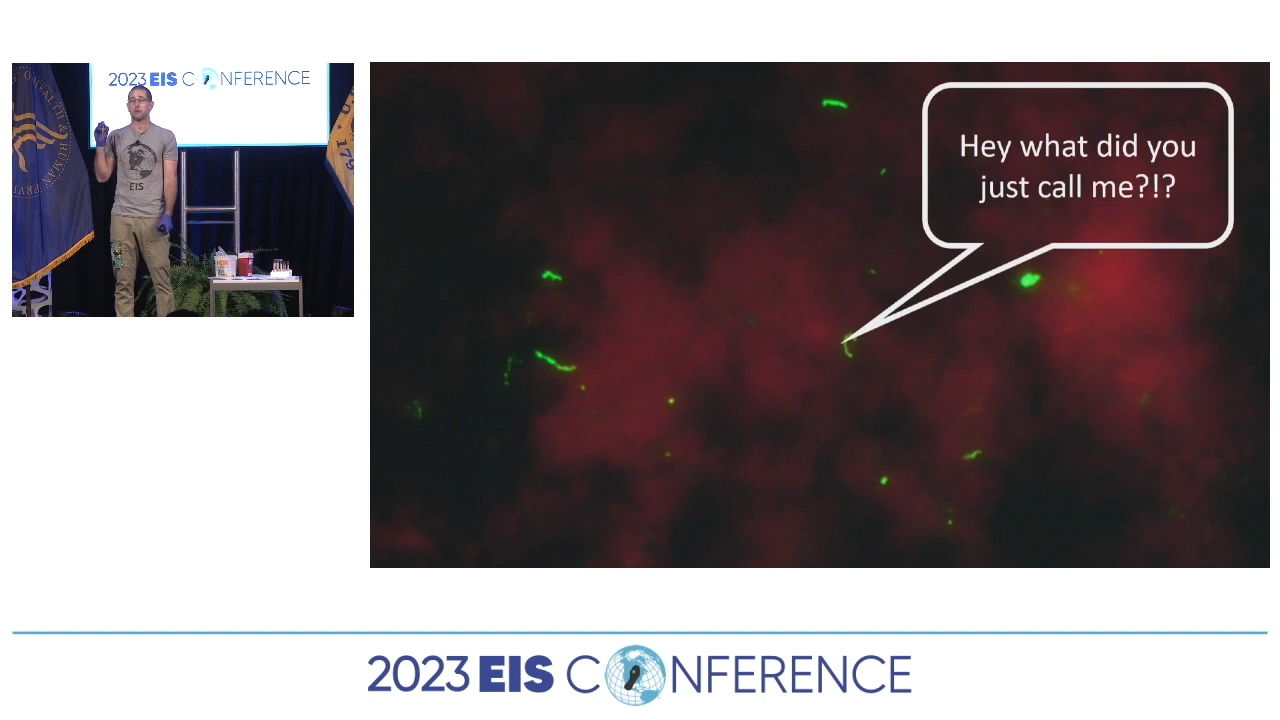 2023 EIS CONFERENCE
EIS
Hey what did you
just call me?!?
2023 EIS CONFERENCE